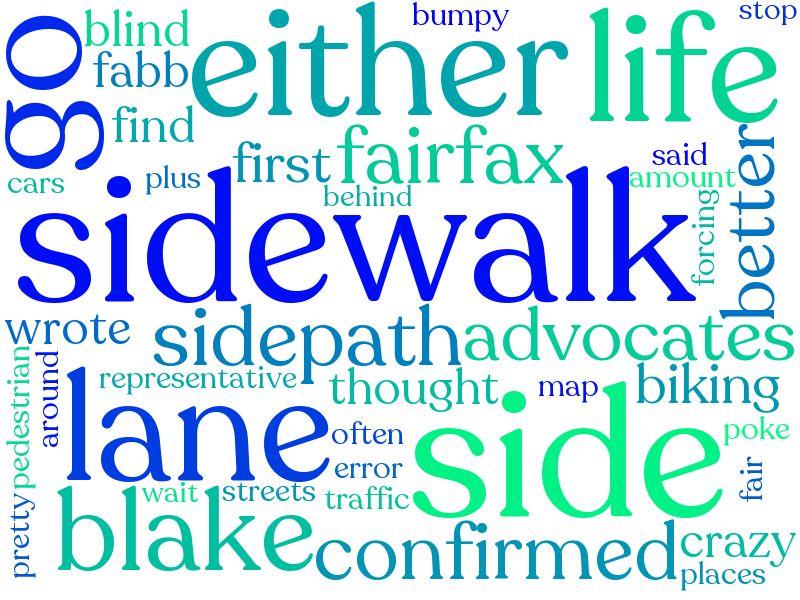 go
blind
fabb
find
either
bumpy
life
stop
cars
plus
first
behind
fairfax
said
amount
forcing
better
sidewalk
wrote
sidepath
advocates
pedestrian
around
representative
thought
map
biking
lane
often
error
side
poke
fair
pretty
wait
streets
traffic
blake
confirmed
crazy
places